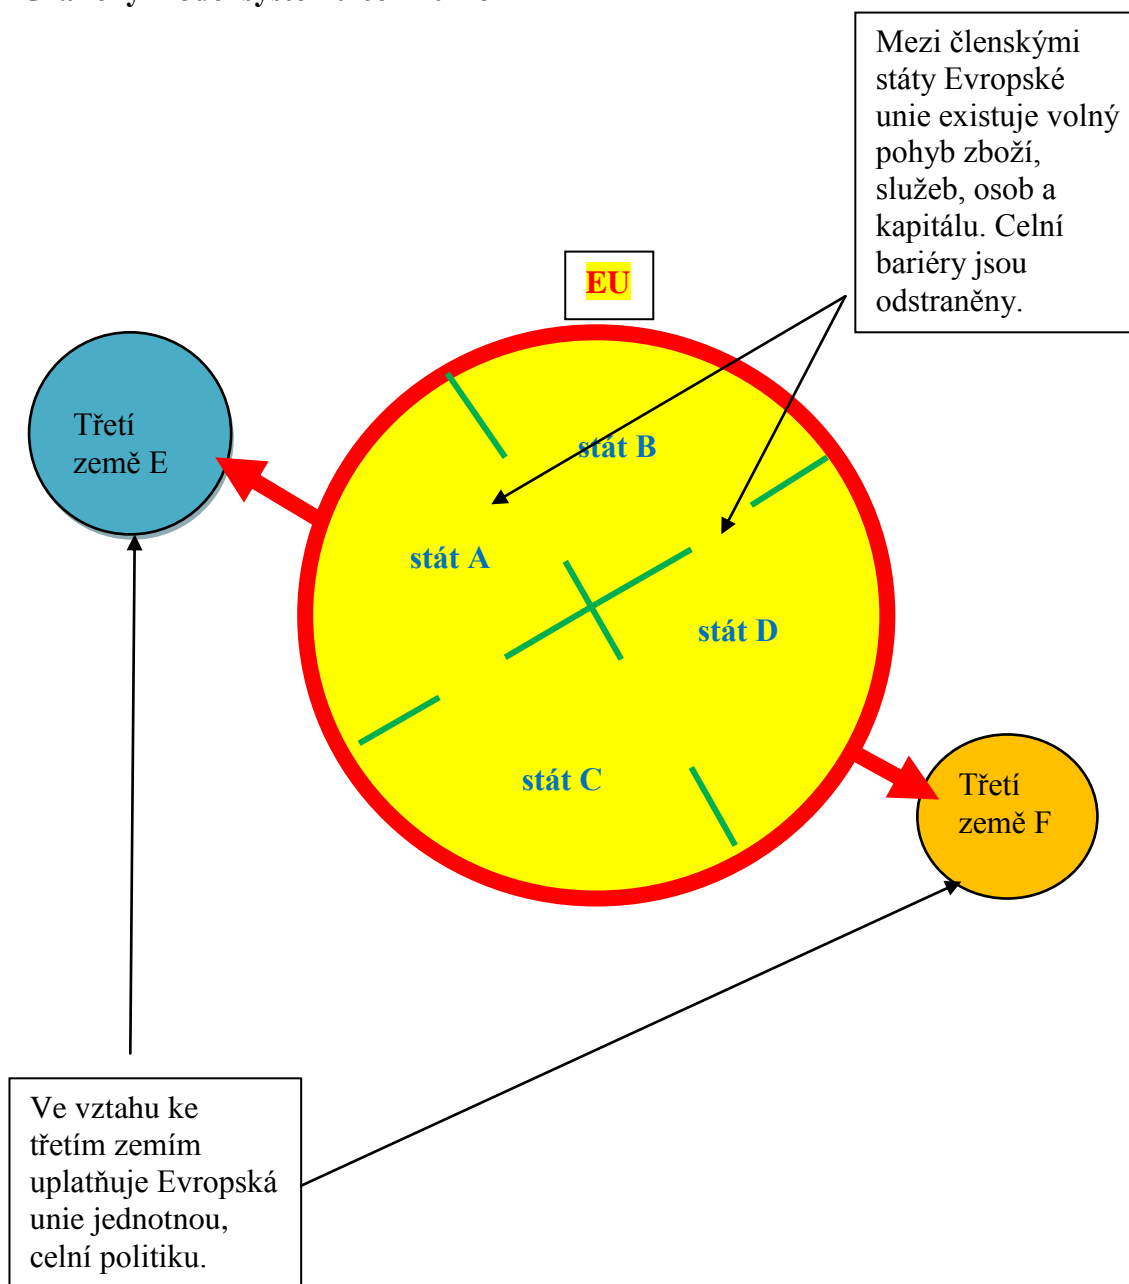 Mezi členskými
státy Evropské
unie existuje volný
pohyb zboží,
služeb, osob a
kapitálu. Celní
bariéry jsou
odstraněny.
EU
Třetí
země E
stát B
stát A
stát D
stát C
Třetí
země F
Ve vztahu ke
třetím zemím
uplatňuje Evropská
unie jednotnou,
celní politiku.